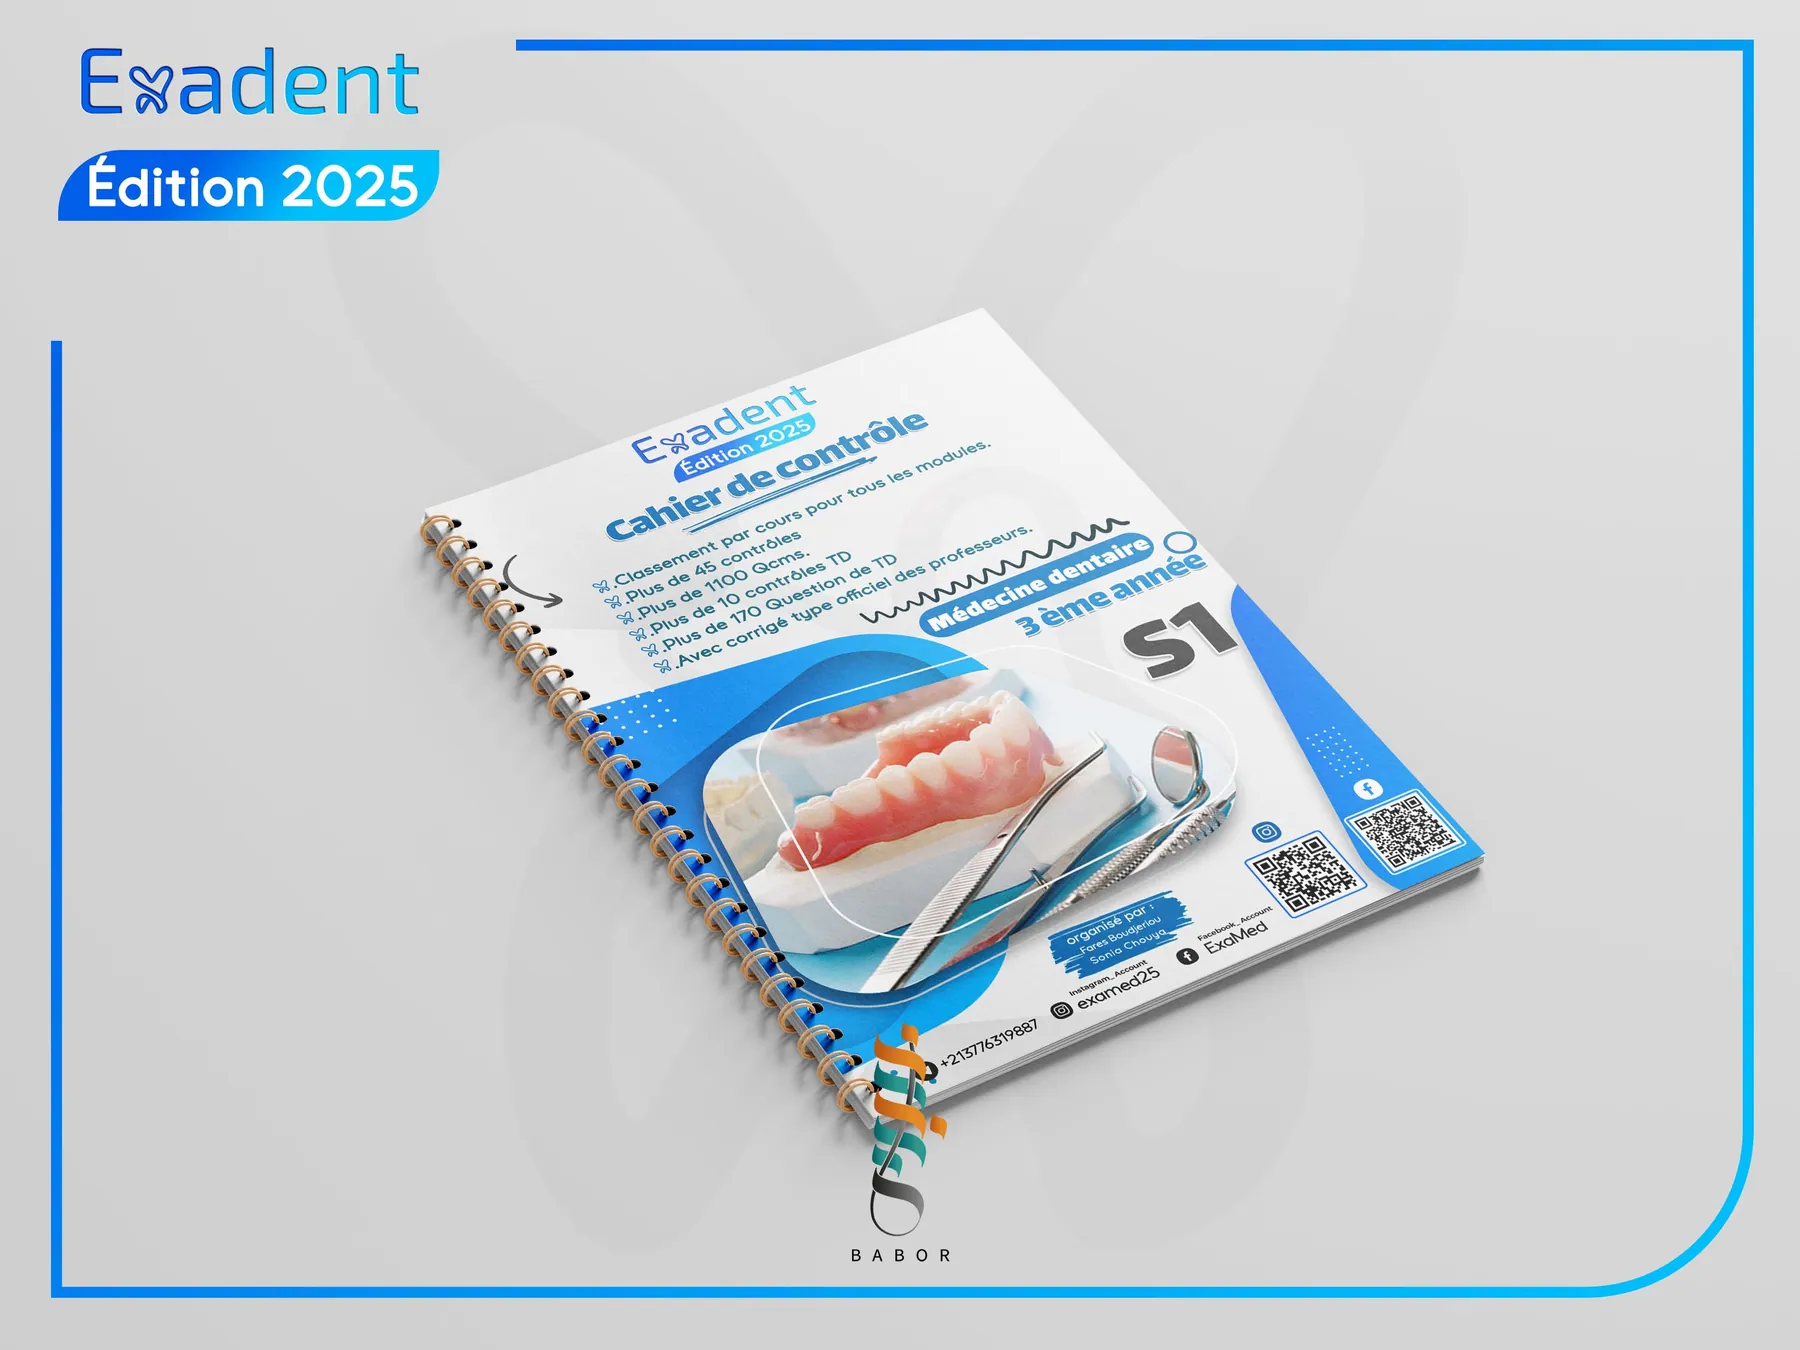 Exadent
Édition 2025
Exadent
Édition 2025
Cahier de contrôle
.Classement par cours pour tous les modules.
.Plus de 45 contrôles
.Plus de 1100 Qcms.
.Plus de 10 contrôles TD
.Plus de 170 Question de TD
.Avec corrigé type officiel des professeurs.
Médecine dentaire
3 ème année
S1
organisé par :
Fares Boudjeriou
Sonia Chouya
Facebook_Account
ExaMed
Instagram_Account
examed25
+213776319887
BABOR